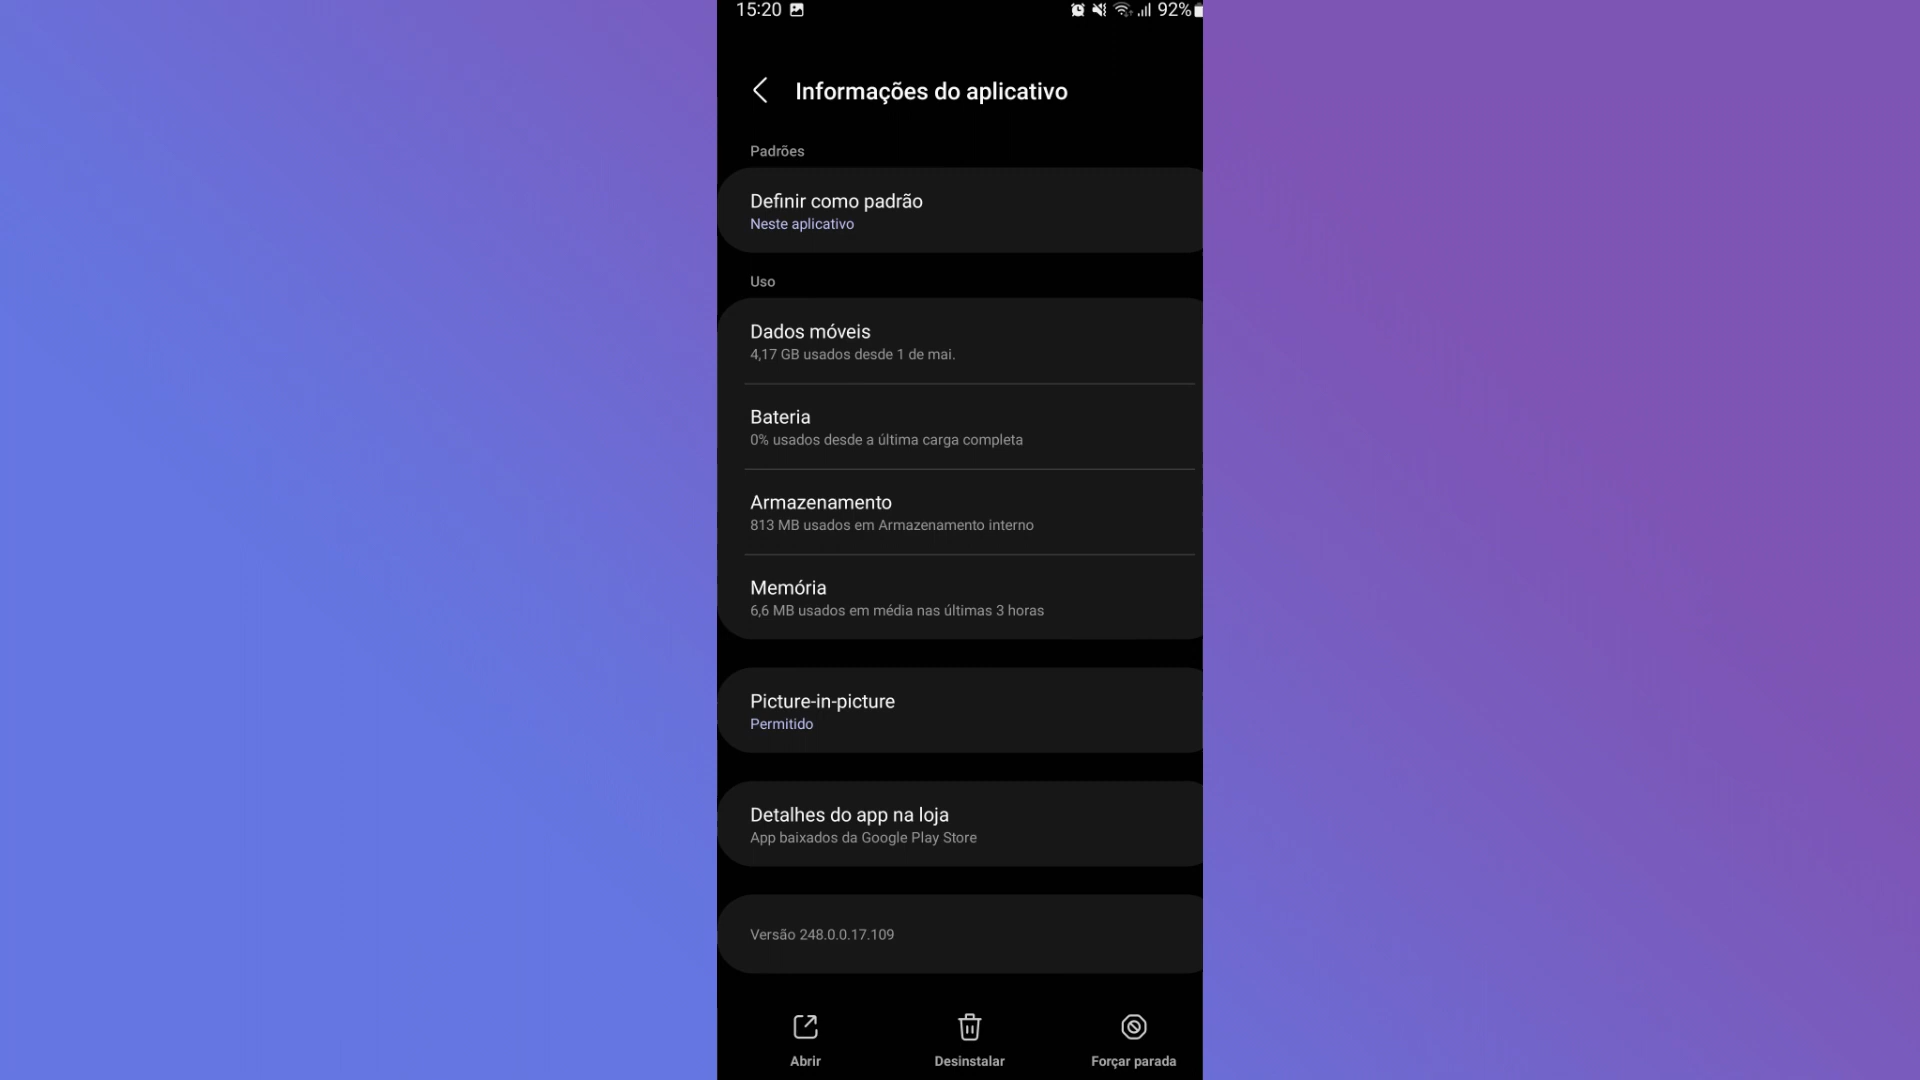 15:20 92%
Informações do aplicativo
Padrões
Definir como padrão
Neste aplicativo
Uso
Dados móveis
4,17 GB usados desde 1 de mai.
Bateria
0% usados desde a última carga completa
Armazenamento
813 MB usados em Armazenamento interno
Memória
6,6 MB usados em média nas últimas 3 horas
Picture-in-picture
Permitido
Detalhes do app na loja
App baixados da Google Play Store
Versão 248.0.0.17.109
Abrir Desinstalar Forçar parada